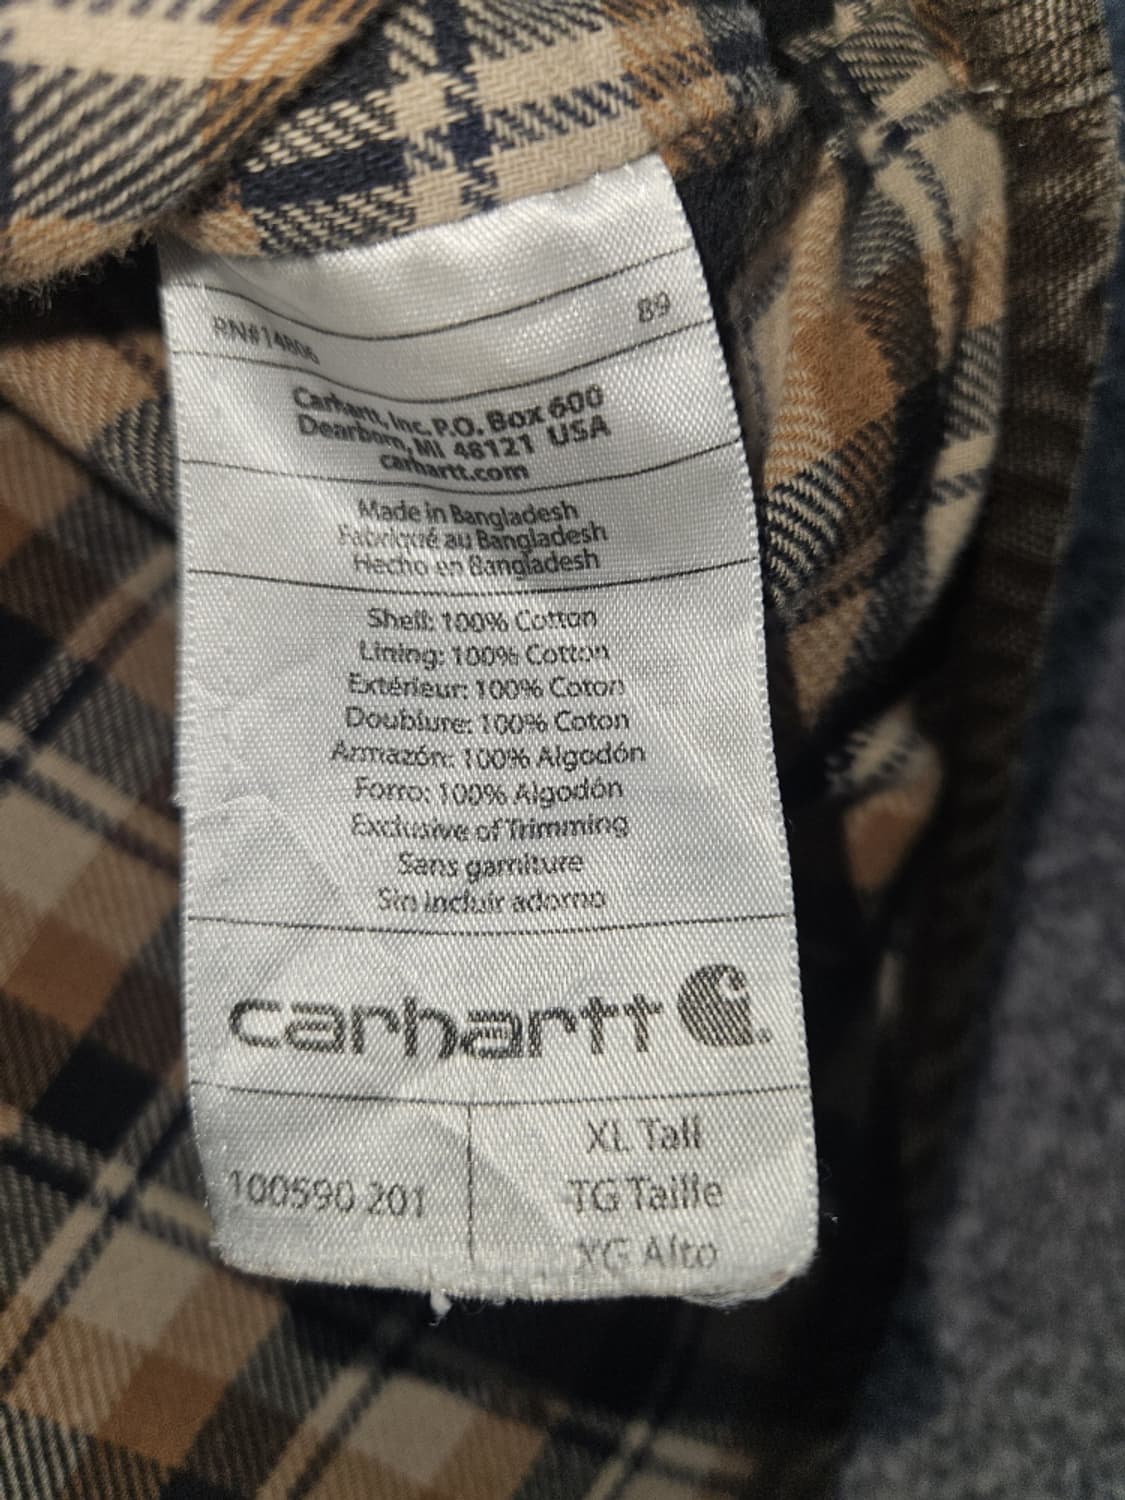 RN#14806
89
Carhartt, Inc. P.O. Box 600
Dearborn, MI 48121 USA
carhartt.com
Made in Bangladesh
Fabriqué au Bangladesh
Hecho en Bangladesh
Shell: 100% Cotton
Lining: 100% Cotton
Extérieur: 100% Coton
Doublure: 100% Coton
Armazón: 100% Algodón
Forro: 100% Algodón
Exclusive of Trimming
Sans garniture
Sin incluir adorno
carhartt
100590 201
XL Tall
TG Taille
XG Alto